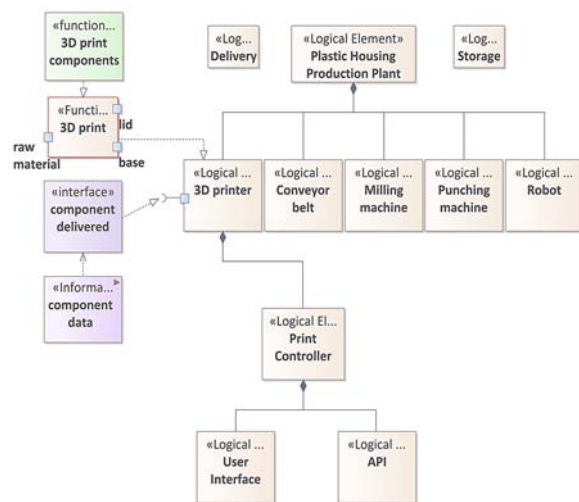 «function...
3D print
components
«Log...
Delivery
«Logical Element»
Plastic Housing
Production Plant
«Log...
Storage
«Functi...
3D print
lid
raw
material
base
«Logical ...
3D printer
«Logical ...
Conveyor
belt
«Logical ...
Milling
machine
«Logical ...
Punching
machine
«Logical ...
Robot
«interface»
component
delivered
«Informa...
component
data
«Logical El...
Print
Controller
«Logical ...
User
Interface
«Logical ...
API